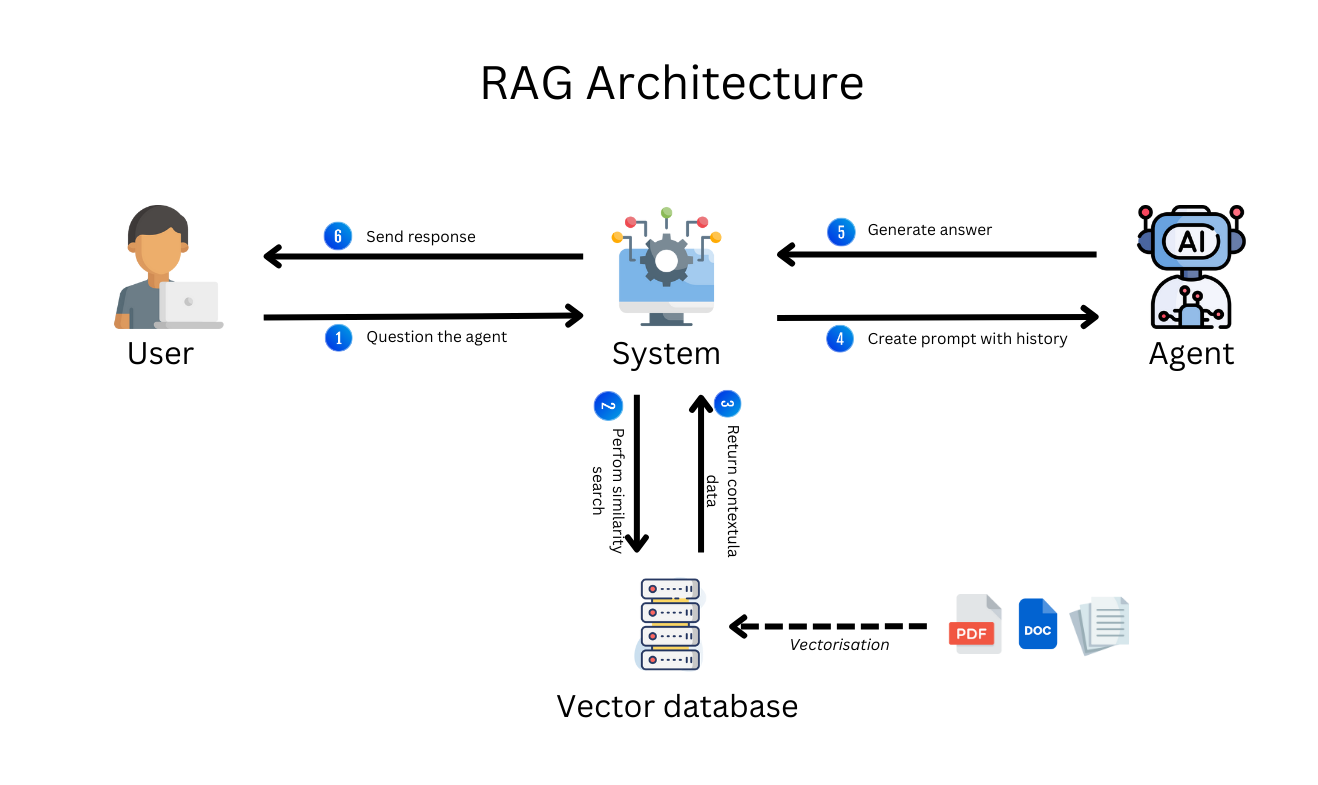 RAG Architecture
6 Send response
5 Generate answer
AI
1 Question the agent
4 Create prompt with history
User
System
Agent
2
Perfom similarity
search
3
Return contextula
data
PDF
DOC
Vectorisation
Vector database